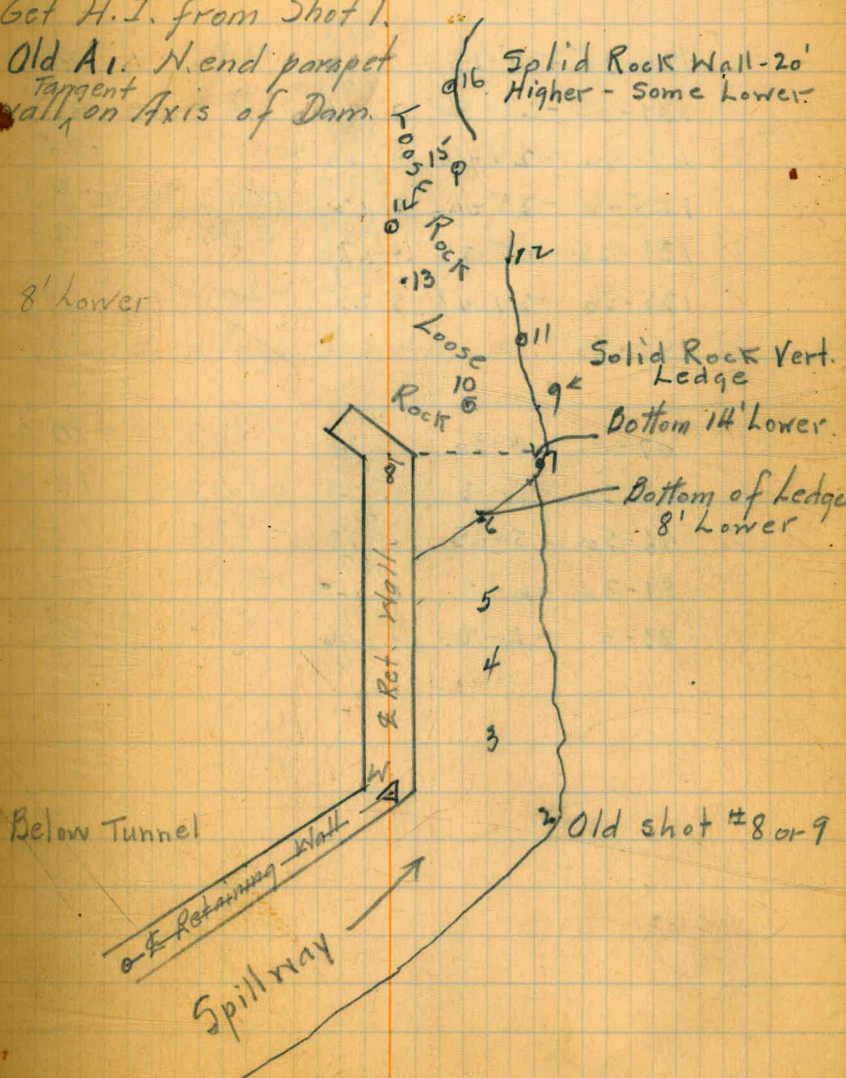 Get H.I. from Shot 1.
Old A1. N. end parapet
Tangent
wall ^ on Axis of Dam.
16
Solid Rock Wall-20'
Higher - Some Lower.
Loose
15
14
Rock
12
13
8' Lower
Loose
11
Solid Rock Vert.
Ledge
10
9
Rock
Bottom 14' Lower
8
7
Bottom of Ledge
8' Lower
6
5
℄ Ret. Wall
4
3
W
2
Old shot #8 or 9
Below Tunnel
℄ Retaining Wall
Spillway